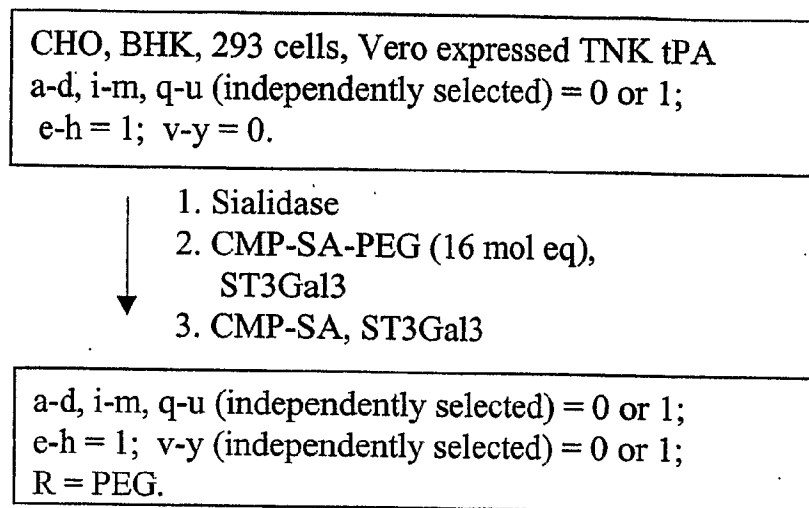 CHO, BHK, 293 cells, Vero expressed TNK tPA
a-d, i-m, q-u (independently selected) = 0 or 1;
e-h = 1; v-y = 0.
1. Sialidase
2. CMP-SA-PEG (16 mol eq),
ST3Gal3
3. CMP-SA, ST3Gal3
a-d, i-m, q-u (independently selected) = 0 or 1;
e-h = 1; v-y (independently selected) = 0 or 1;
R = PEG.